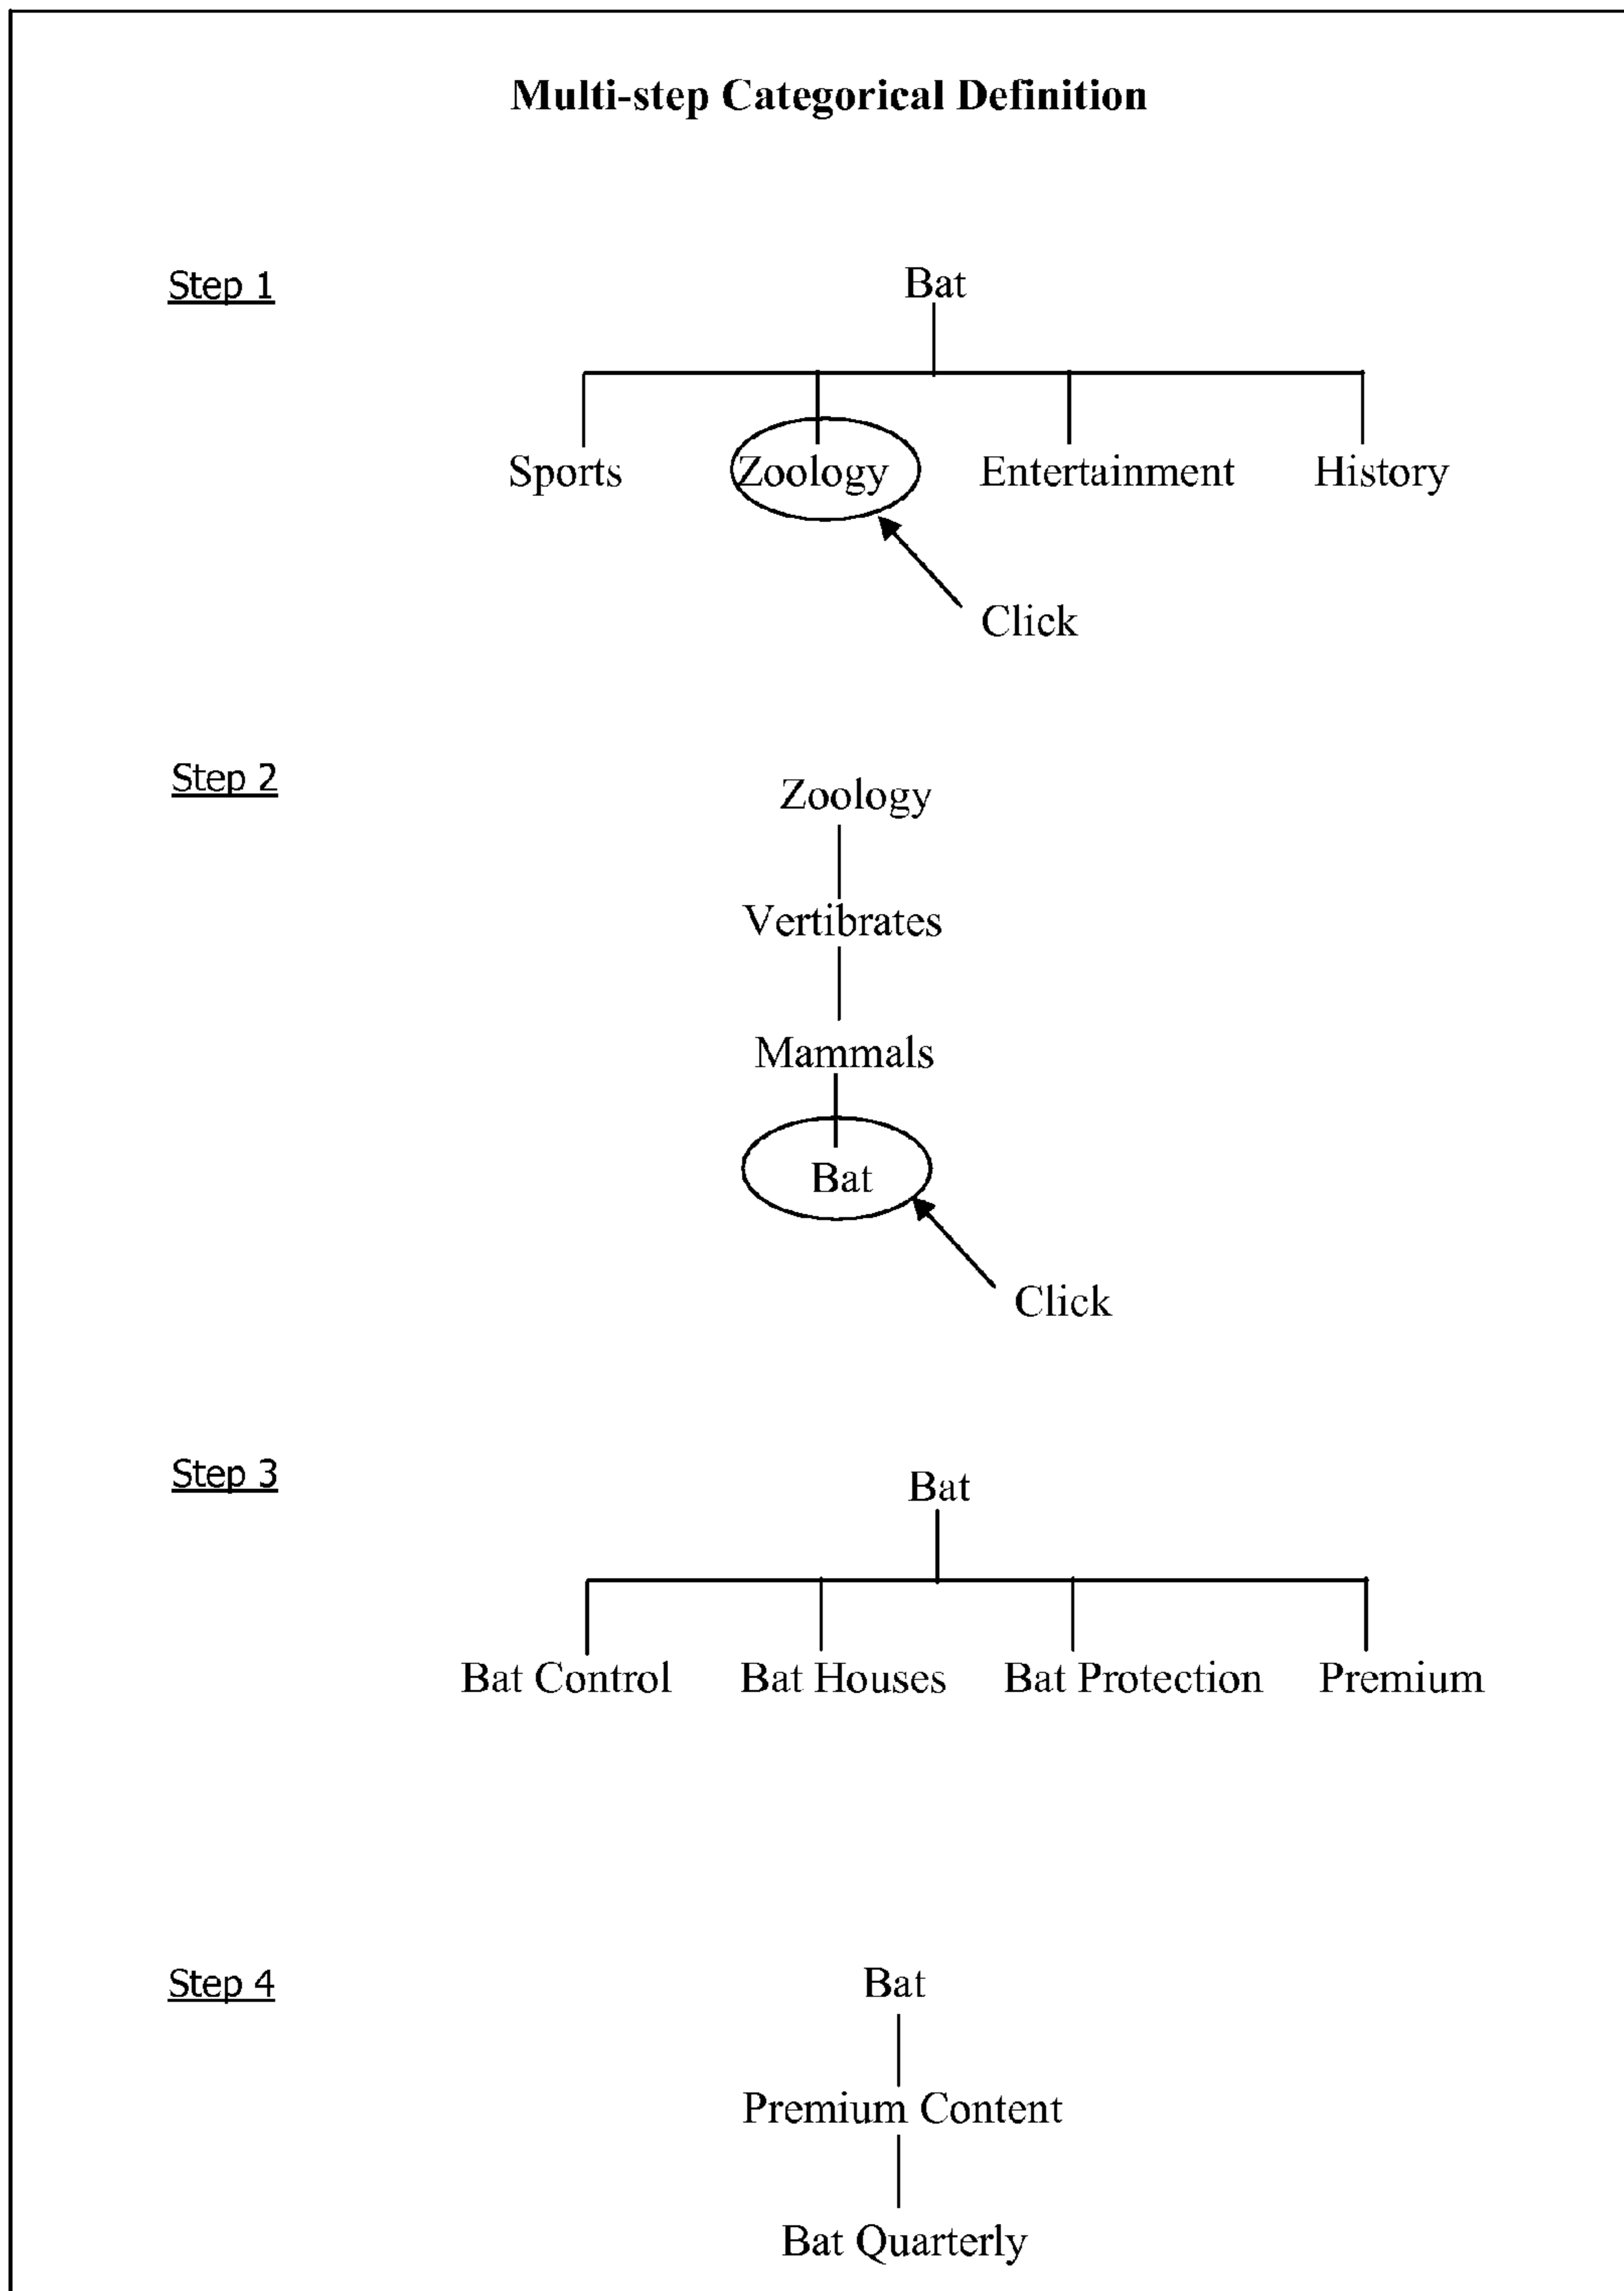 Multi-step Categorical Definition
Step 1
Bat
Sports Zoology Entertainment History
Click
Step 2
Zoology
Vertibrates
Mammals
Bat
Click
Step 3
Bat
Bat Control Bat Houses Bat Protection Premium
Step 4
Bat
Premium Content
Bat Quarterly